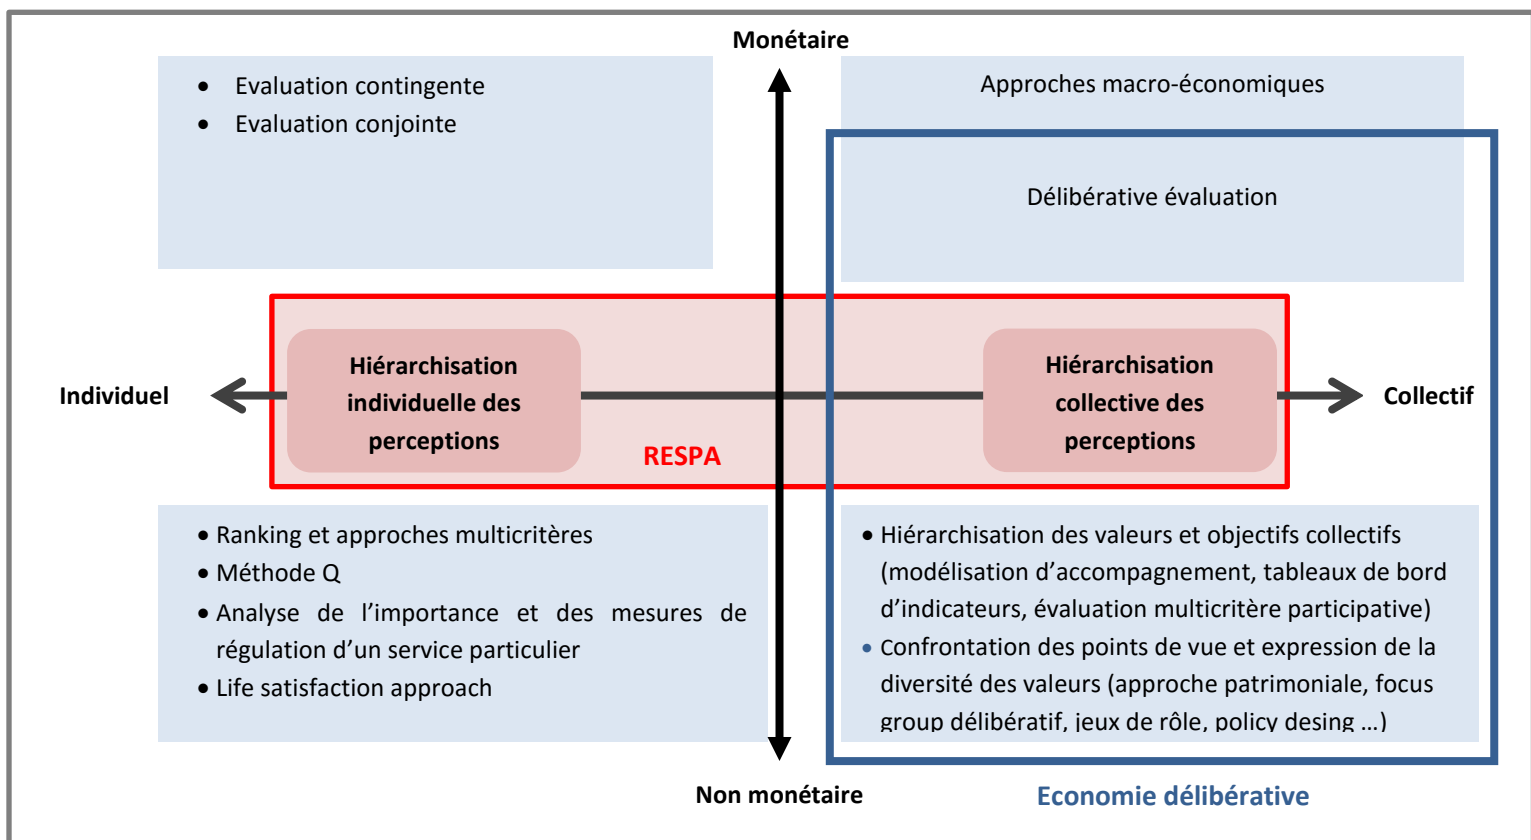 Monétaire
• Evaluation contingente
• Evaluation conjointe
Approches macro-économiques
Délibérative évaluation
Individuel
Hiérarchisation
individuelle des
perceptions
RESPA
Hiérarchisation
collective des
perceptions
Collectif
• Ranking et approches multicritères
• Méthode Q
• Analyse de l’importance et des mesures de
régulation d’un service particulier
• Life satisfaction approach
• Hiérarchisation des valeurs et objectifs collectifs
(modélisation d’accompagnement, tableaux de bord
d’indicateurs, évaluation multicritère participative)
• Confrontation des points de vue et expression de la
diversité des valeurs (approche patrimoniale, focus
group délibératif, jeux de rôle, policy desing …)
Non monétaire
Economie délibérative